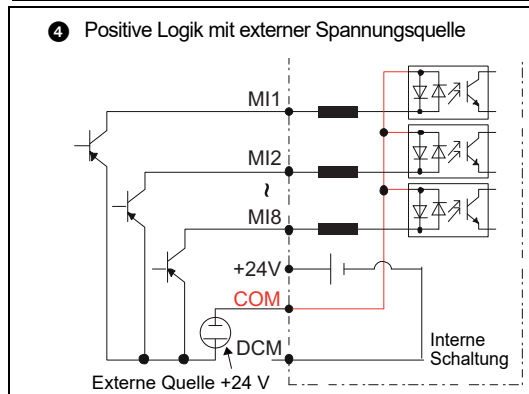 4 Positive Logik mit externer Spannungsquelle
MI1
MI2
~
MI8
+24V
COM
DCM
Interne
Schaltung
Externe Quelle +24 V